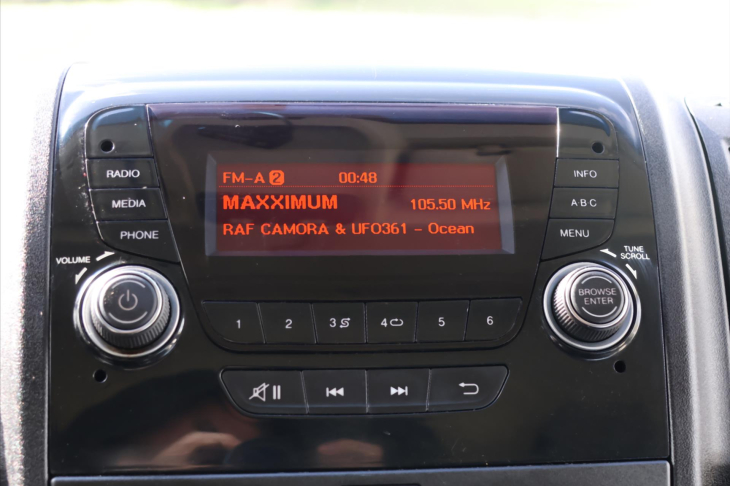 FM-A 2 00:48
MAXXIMUM 105.50 MHz
RAF CAMORA & UFO361 - Ocean
RADIO
MEDIA
PHONE
INFO
ABC
MENU
VOLUME
TUNE
SCROLL
BROWSE
ENTER
1 2 3 4 5 6